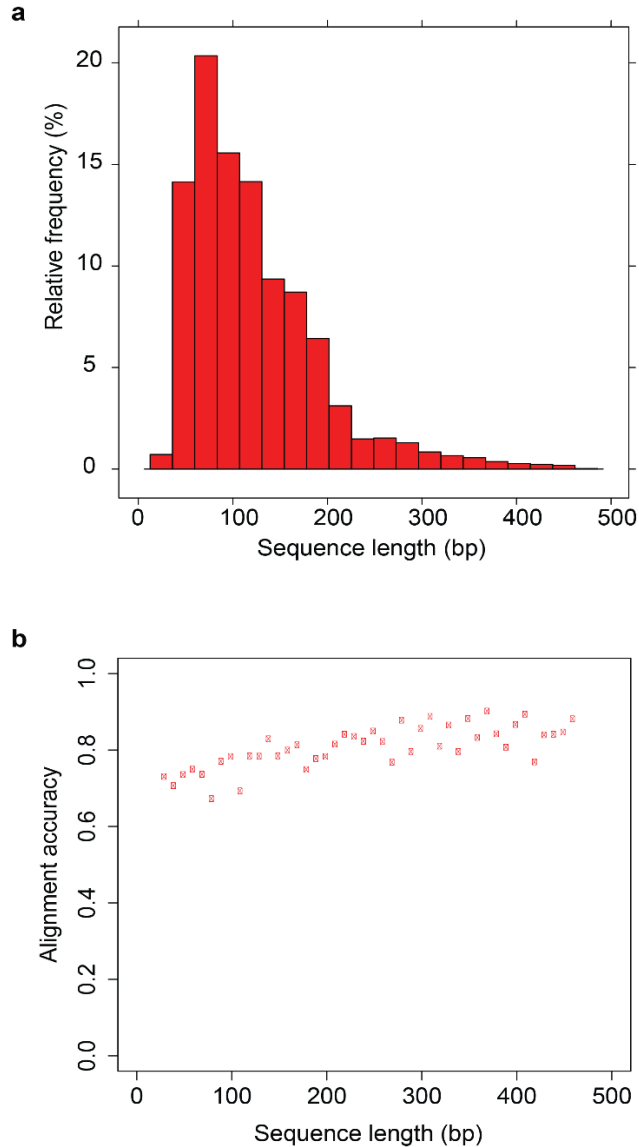 a
Relative frequency (%)
20
15
10
5
0
0 100 200 300 400 500
Sequence length (bp)
b
Alignment accuracy
1.0
0.8
0.6
0.4
0.2
0.0
0 100 200 300 400 500
Sequence length (bp)